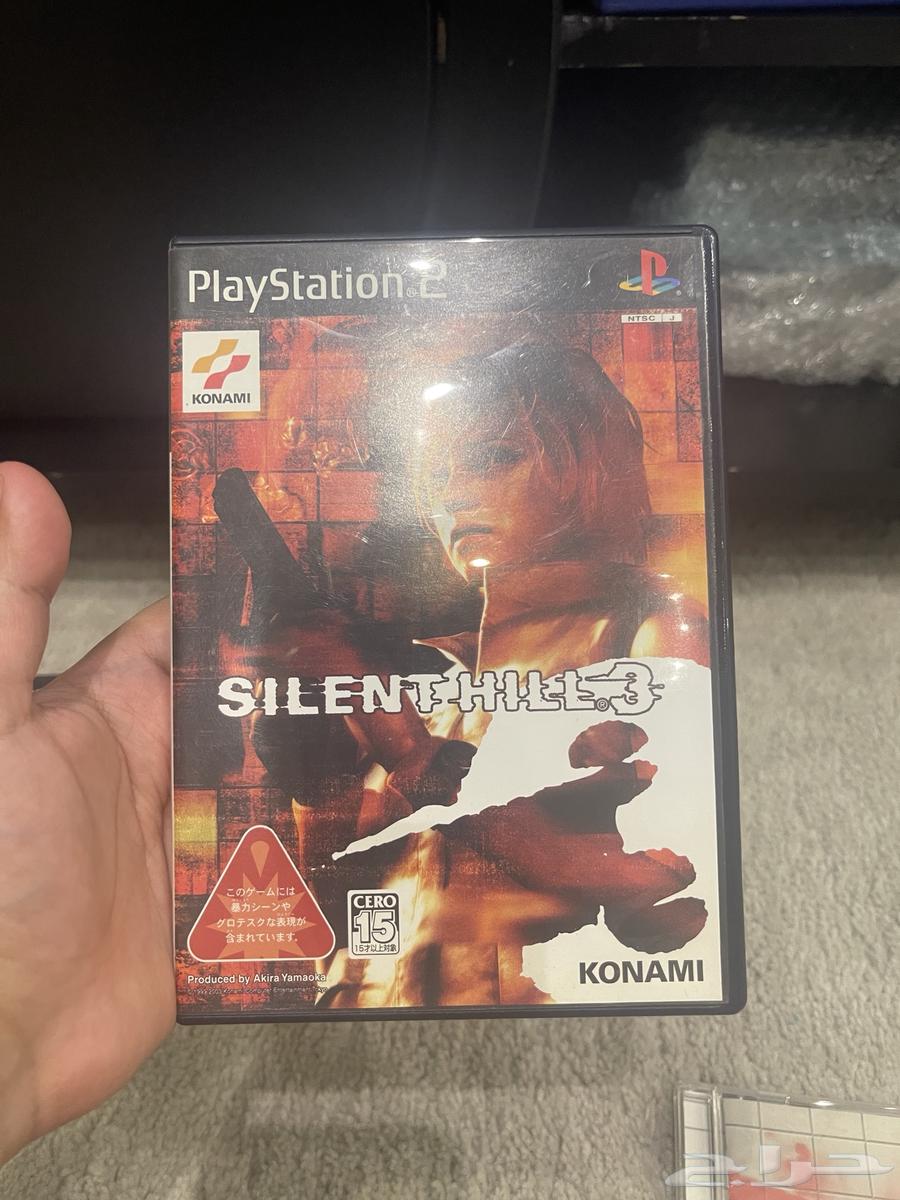 PlayStation®2
NTSC J
KONAMI
SILENT HILL®3
このゲームには
暴力シーンや
グロテスクな表現が
含まれています。
CERO
15
15才以上対象
Produced by Akira Yamaoka
KONAMI
حراج